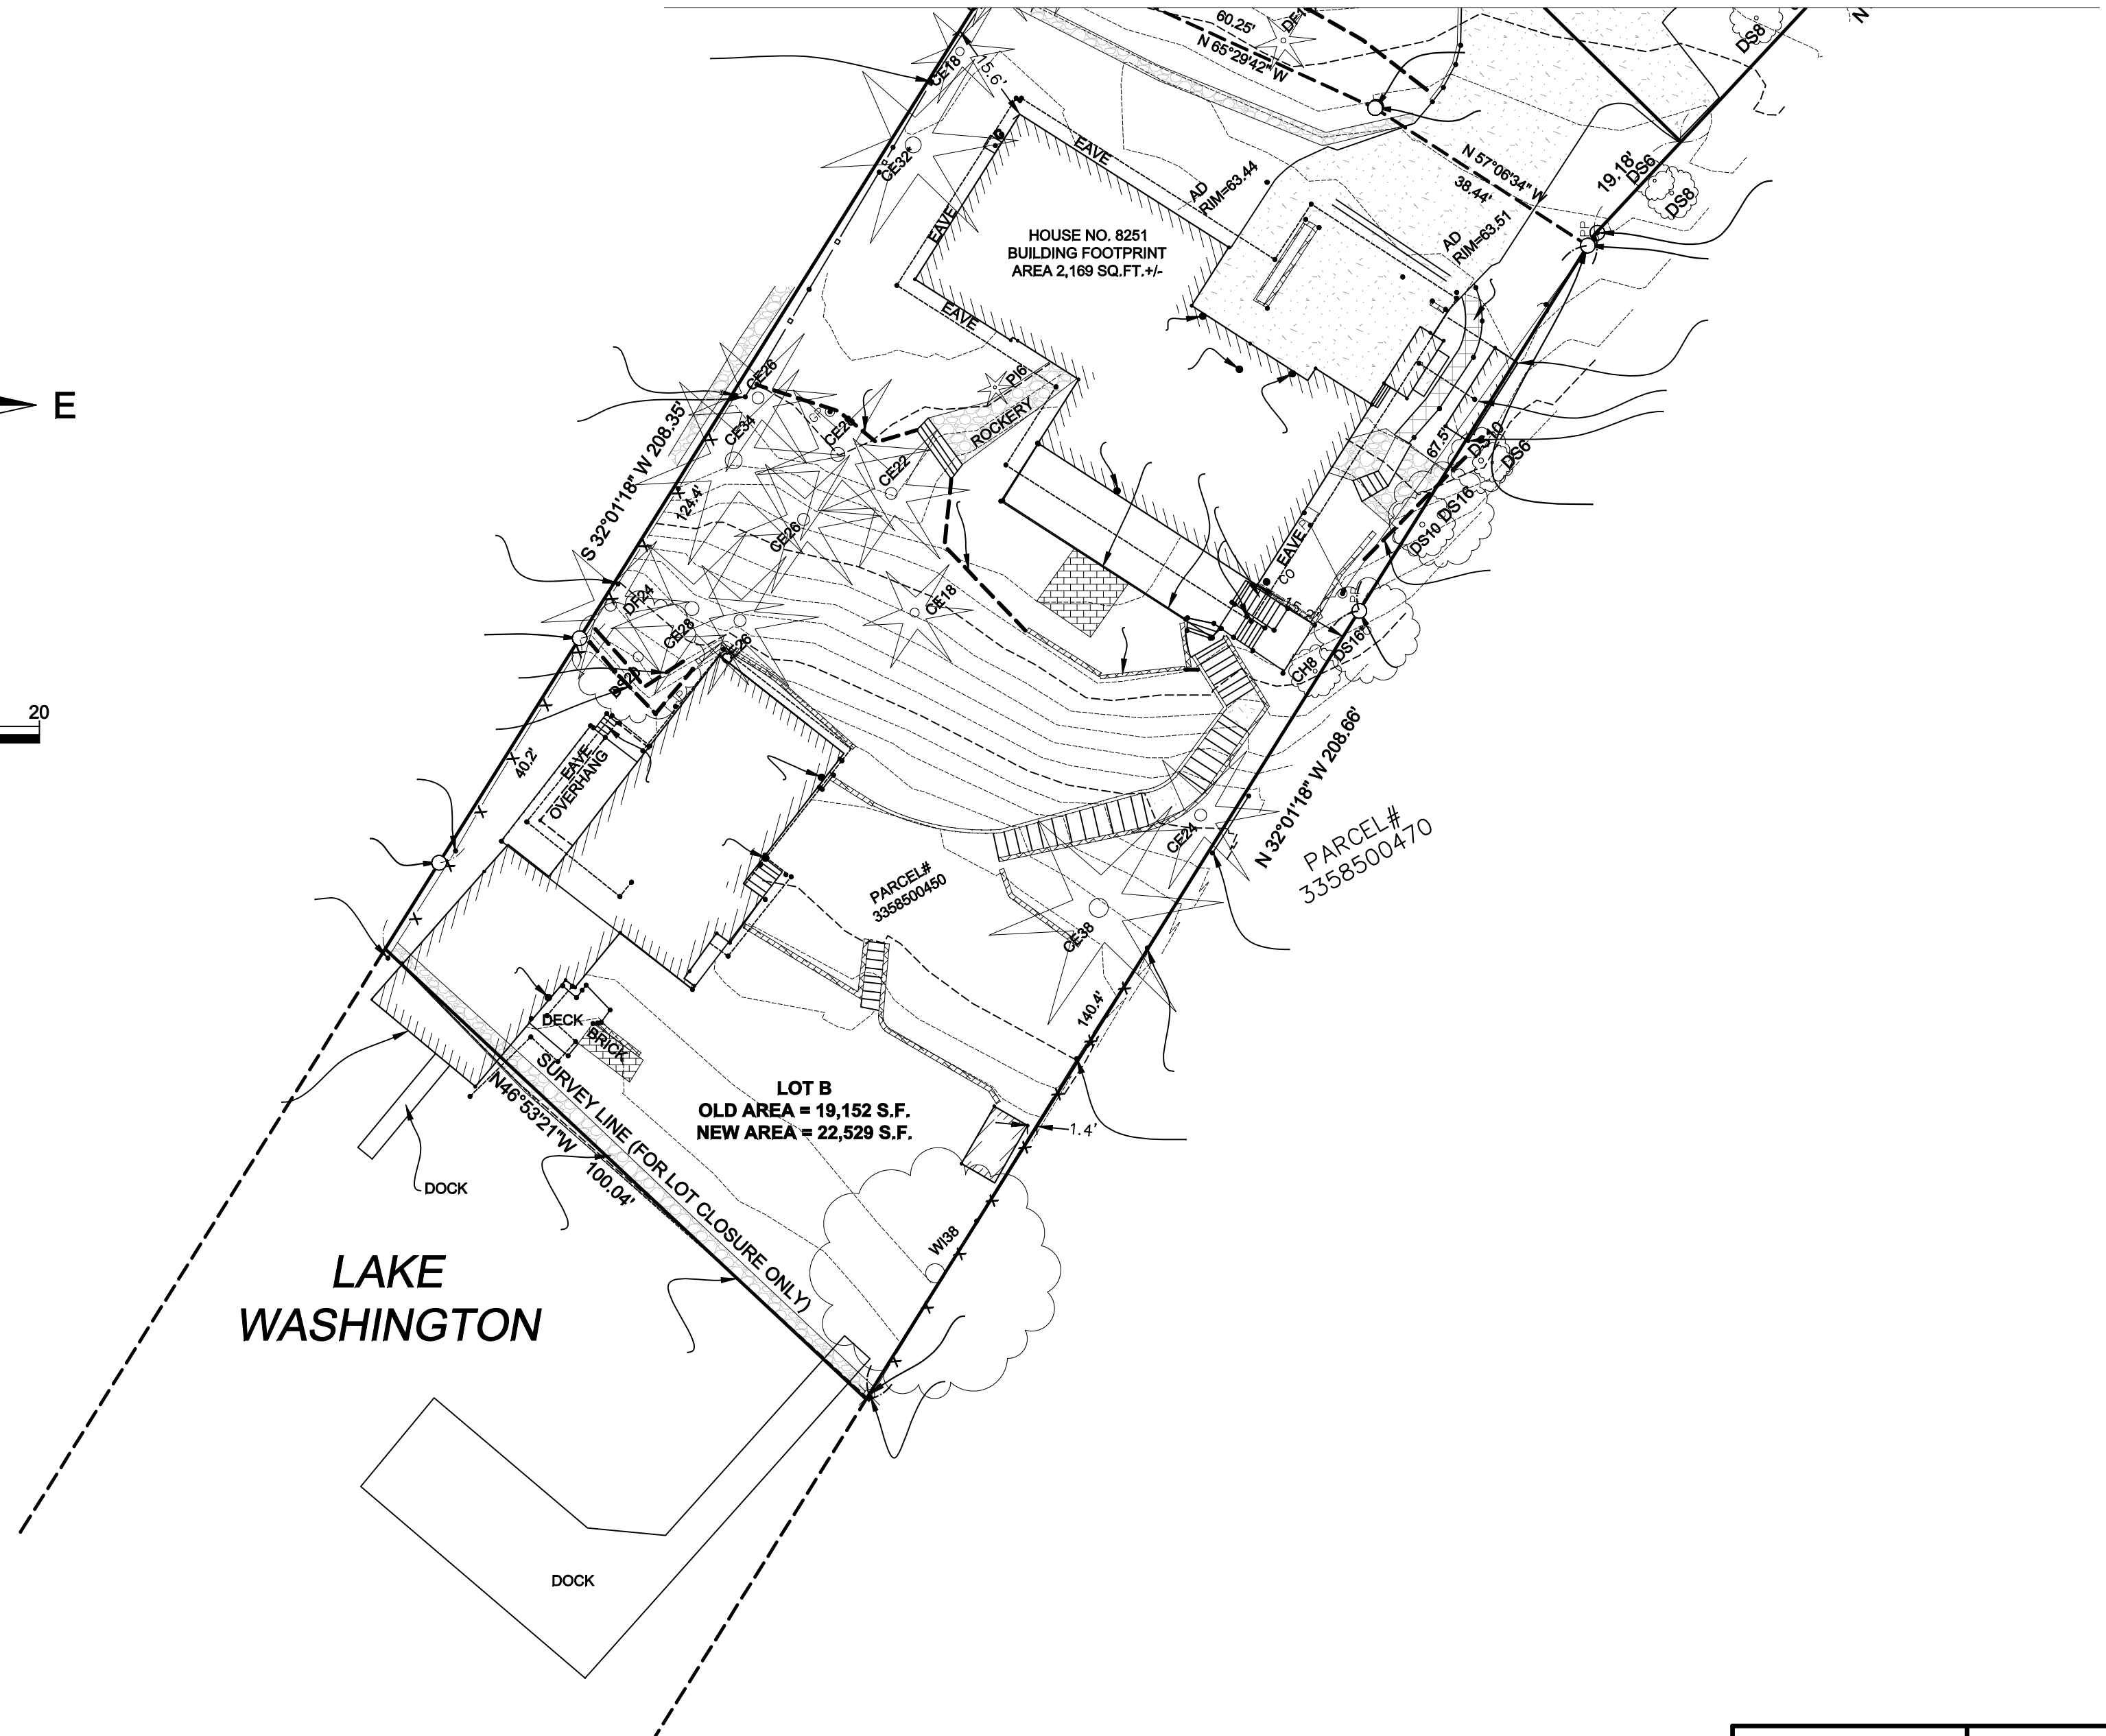 60.25'
N 65°29'42" W
DS8
N
CE18
15.6'
CE32"
G
EAVE
EAVE
EAVE
AD
RIM=63.44
N 57°06'34" W
38.44'
19.18'
DS6
DS8
AD
RIM=63.51
HOUSE NO. 8251
BUILDING FOOTPRINT
AREA 2,169 SQ.FT.+/-
E
CE26
PI6
ROCKERY
CE34
CE22
S 32°01'18" W 208.35'
124.4'
CE26
67.5'
DS10
DS6
DS16
DS10
EAVE
CO
DF24
CE28
CE18
DS16"
CH8
20
40.2'
EAVE
OVERHANG
N 32°01'18" W 208.66'
CE24
PARCEL#
3358500470
PARCEL#
3358500450
CE38
140.4'
DECK
BRICK
SURVEY LINE (FOR LOT CLOSURE ONLY)
N46°53'21"W
100.04'
LOT B
OLD AREA = 19,152 S.F.
NEW AREA = 22,529 S.F.
1.4'
DOCK
WI38
LAKE
WASHINGTON
DOCK